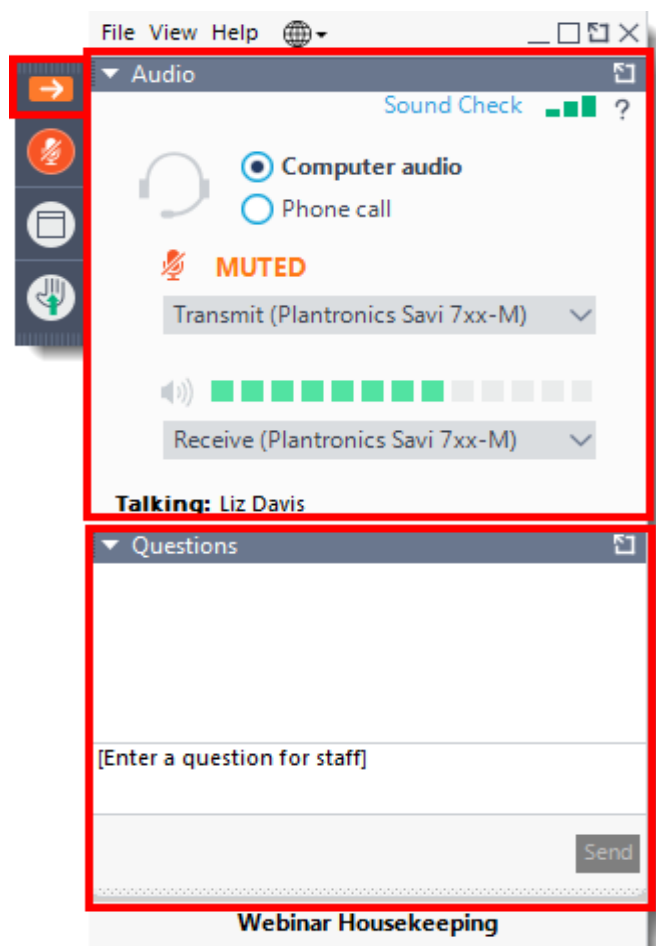 File View Help
Audio
Sound Check ?
Computer audio
Phone call
MUTED
Transmit (Plantronics Savi 7xx-M)
Receive (Plantronics Savi 7xx-M)
Talking: Liz Davis
Questions
[Enter a question for staff]
Send
Webinar Housekeeping